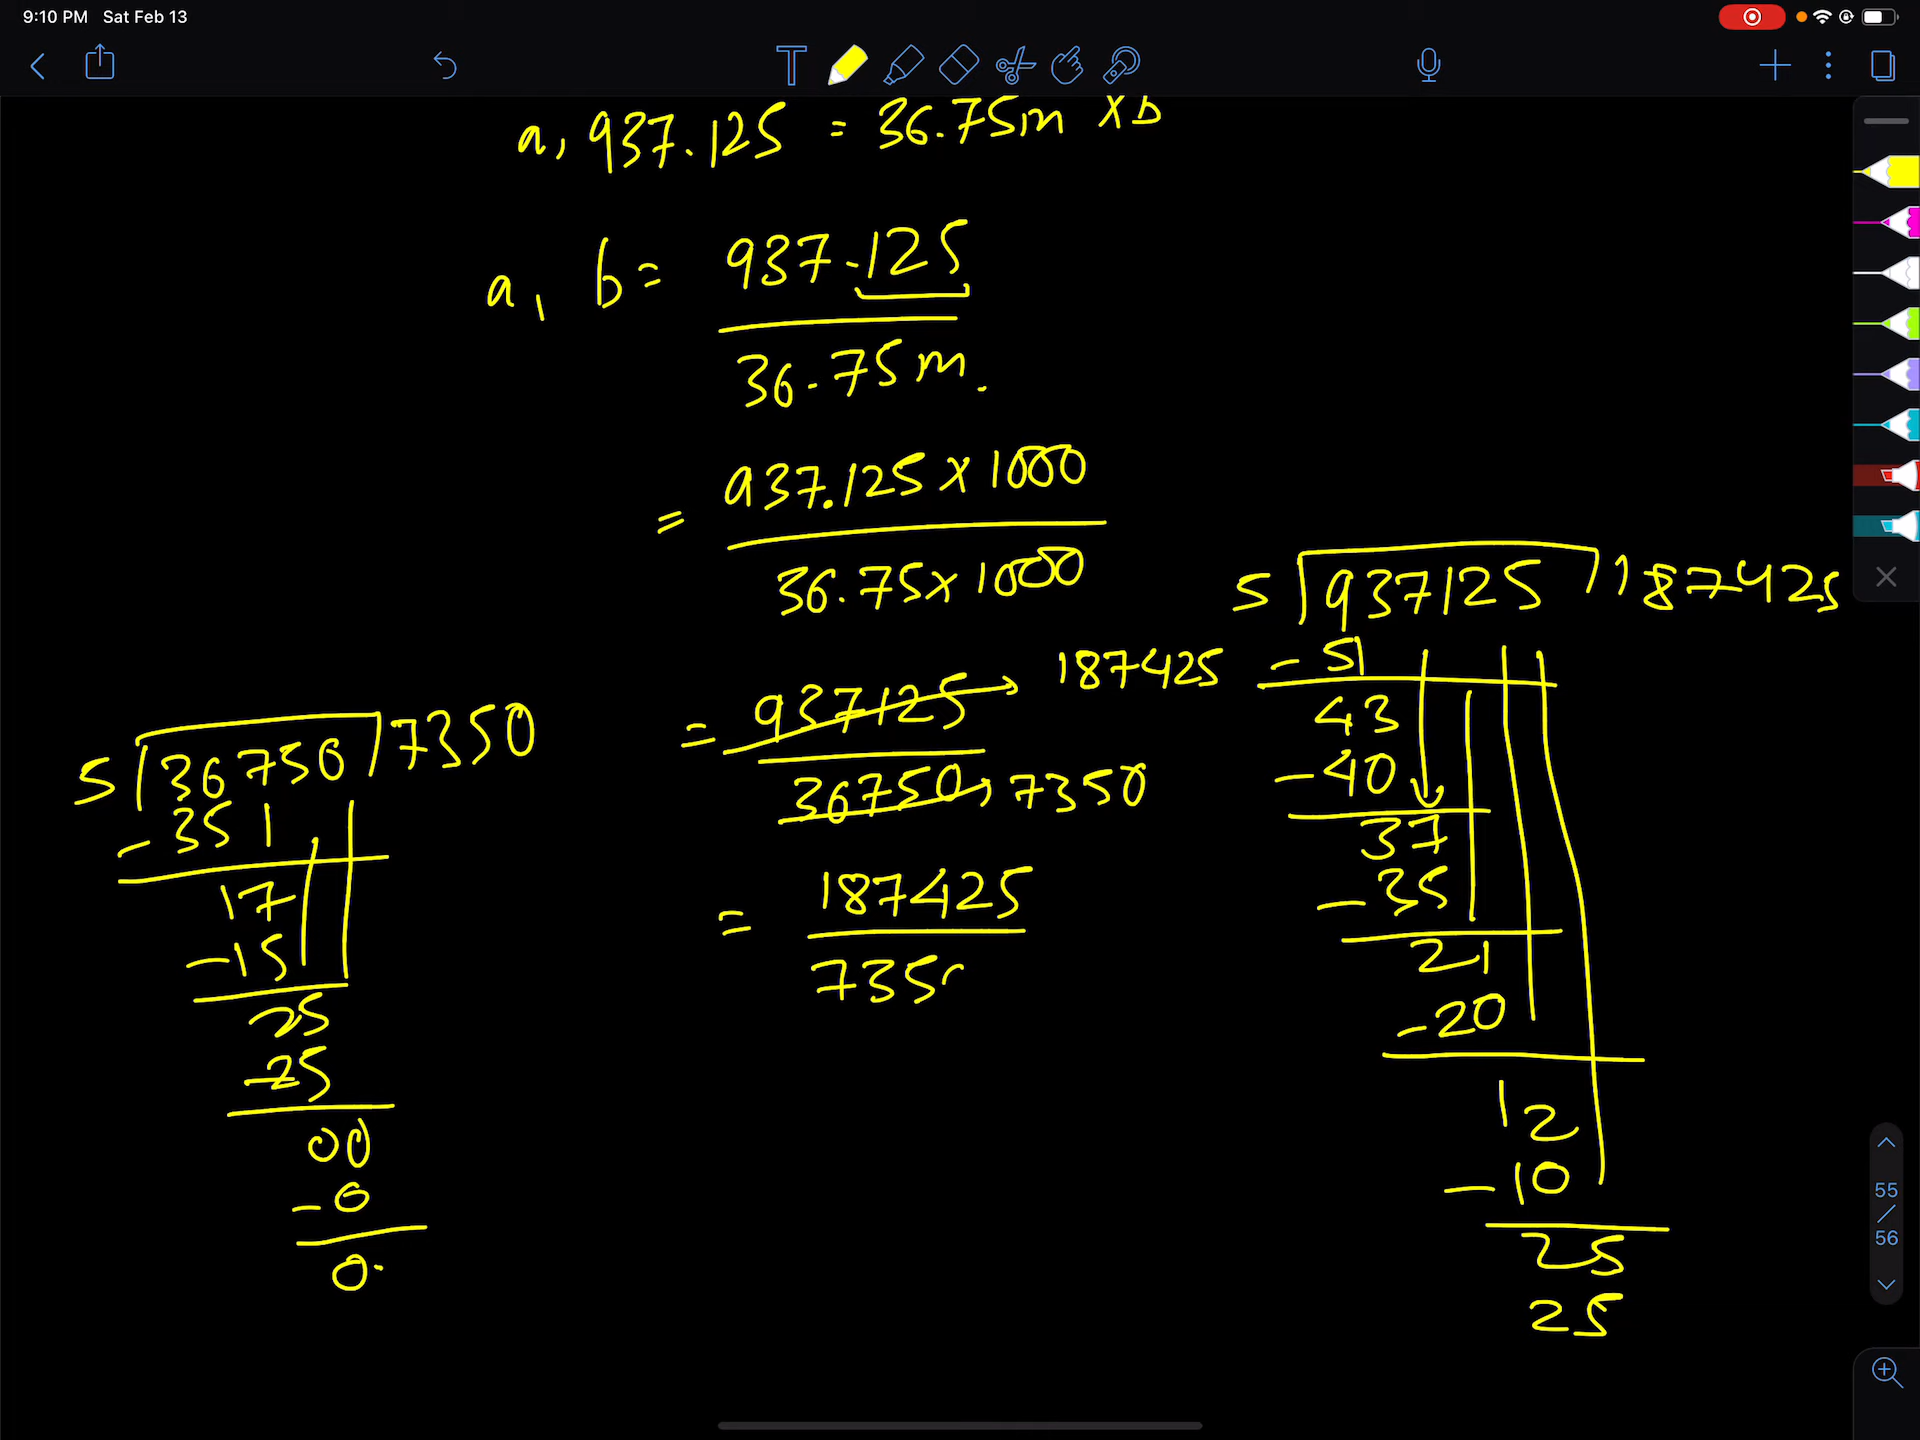 9:10 PM Sat Feb 13
a, 937.125 = 36.75m x b
a, b = 937.125
36.75m.
= 937.125 x 1000
36.75 x 1000
= 937125 → 187425
36750, 7350
= 187425
735
5 36750 7350
- 35 1
17
- 15
25
- 25
00
- 0
0.
5 937125 187425
- 5
43
- 40
37
- 35
21
- 20
12
- 10
25
25
T
55
/
56